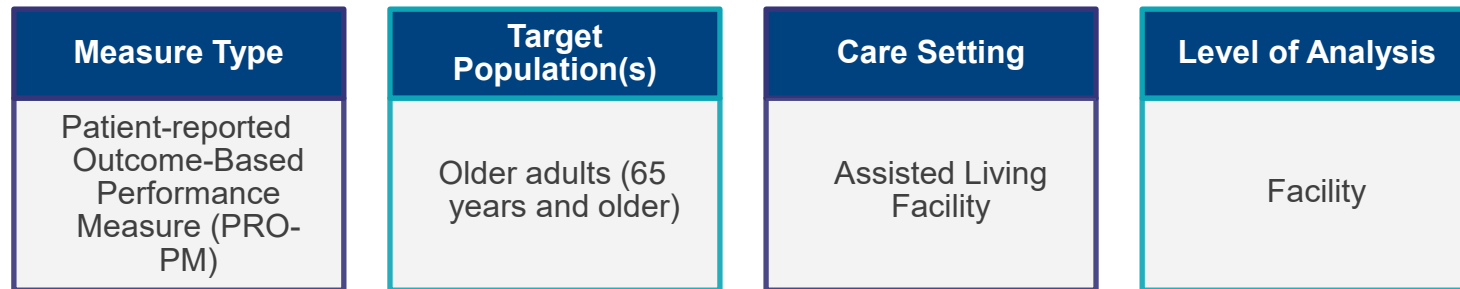 Measure Type
Patient-reported
Outcome-Based
Performance
Measure (PRO-
PM)
Target
Population(s)
Older adults (65
years and older)
Care Setting
Assisted Living
Facility
Level of Analysis
Facility